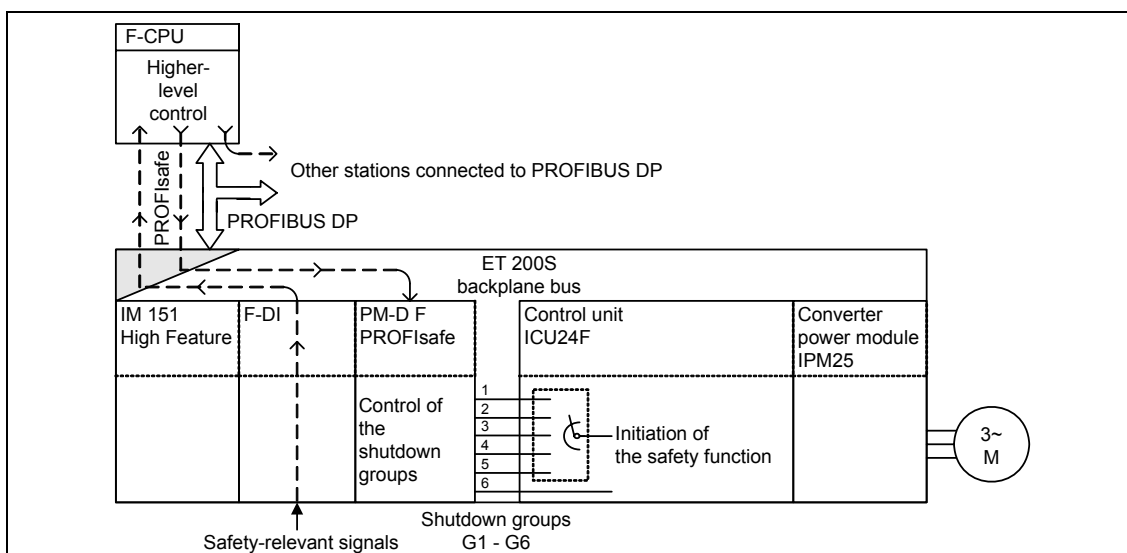 F-CPU
Higher-
level
control
PROFIsafe
Other stations connected to PROFIBUS DP
PROFIBUS DP
ET 200S
backplane bus
IM 151
High Feature
F-DI
PM-D F
PROFIsafe
Control unit
ICU24F
Converter
power module
IPM25
Control of
the
shutdown
groups
1
2
3
4
5
6
Initiation of
the safety function
3~
M
Safety-relevant signals
Shutdown groups
G1 - G6